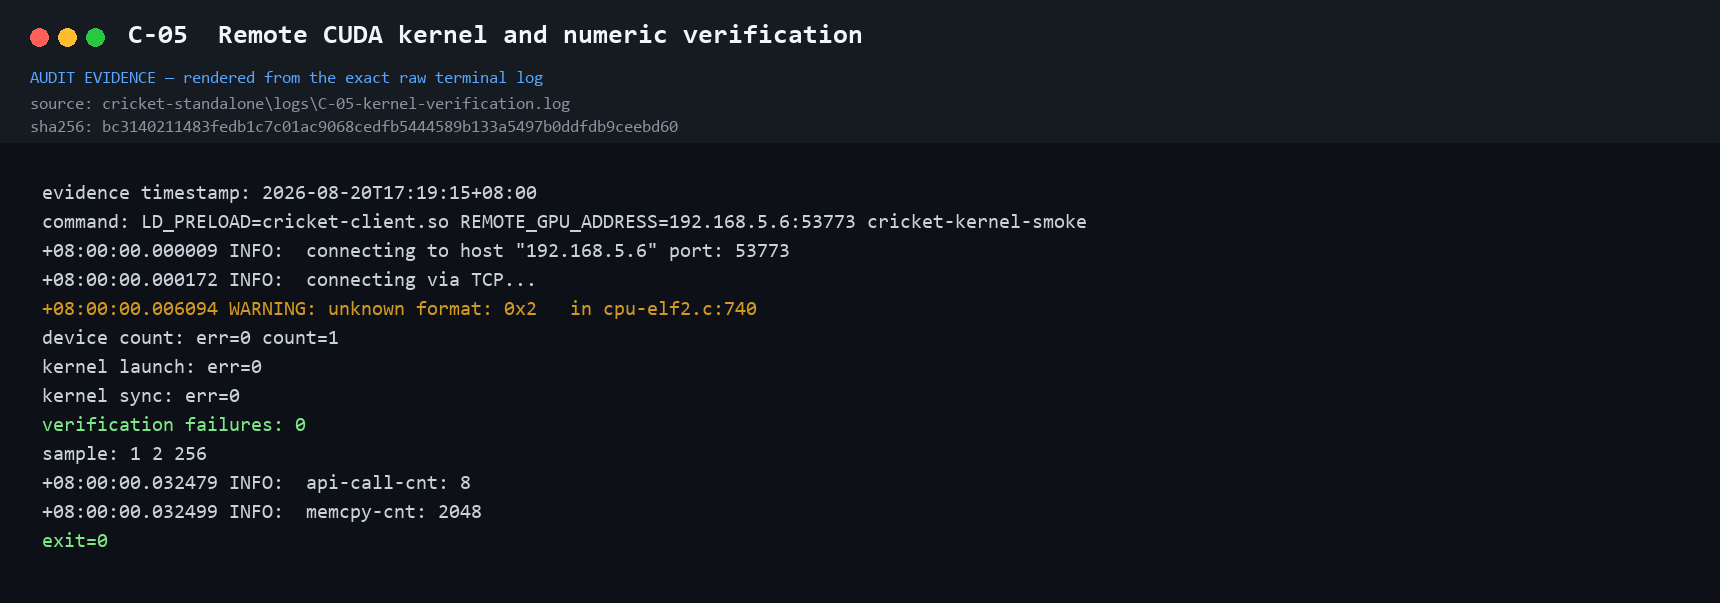 C-05  Remote CUDA kernel and numeric verification
AUDIT EVIDENCE — rendered from the exact raw terminal log
source: cricket-standalone\logs\C-05-kernel-verification.log
sha256: bc3140211483fedb1c7c01ac9068cedfb5444589b133a5497b0ddfdb9ceebd60
evidence timestamp: 2026-08-20T17:19:15+08:00
command: LD_PRELOAD=cricket-client.so REMOTE_GPU_ADDRESS=192.168.5.6:53773 cricket-kernel-smoke
+08:00:00.000009 INFO:  connecting to host "192.168.5.6" port: 53773
+08:00:00.000172 INFO:  connecting via TCP...
+08:00:00.006094 WARNING: unknown format: 0x2   in cpu-elf2.c:740
device count: err=0 count=1
kernel launch: err=0
kernel sync: err=0
verification failures: 0
sample: 1 2 256
+08:00:00.032479 INFO:  api-call-cnt: 8
+08:00:00.032499 INFO:  memcpy-cnt: 2048
exit=0